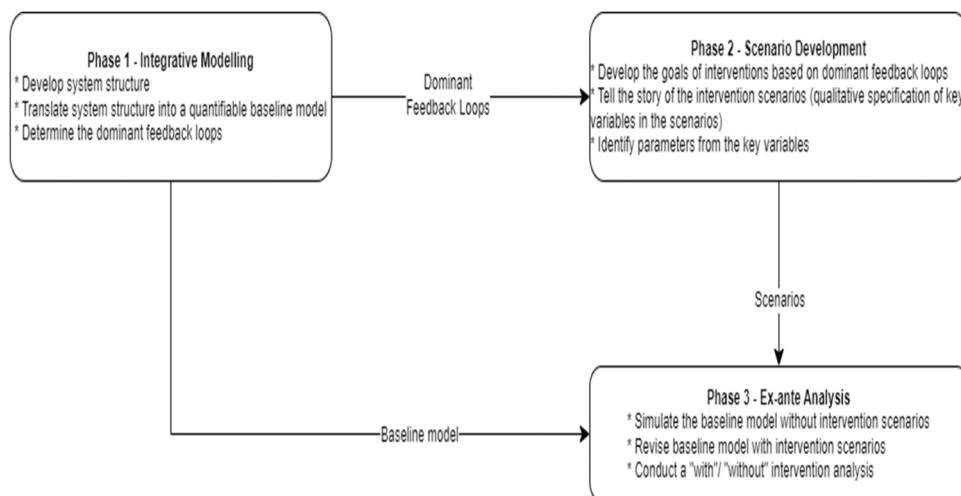 Phase 1 - Integrative Modelling
* Develop system structure
* Translate system structure into a quantifiable baseline model
* Determine the dominant feedback loops
Dominant
Feedback Loops
Phase 2 - Scenario Development
* Develop the goals of interventions based on dominant feedback loops
* Tell the story of the intervention scenarios (qualitative specification of key
variables in the scenarios)
* Identify parameters from the key variables
Scenarios
Baseline model
Phase 3 - Ex-ante Analysis
* Simulate the baseline model without intervention scenarios
* Revise baseline model with intervention scenarios
* Conduct a "with"/ "without" intervention analysis